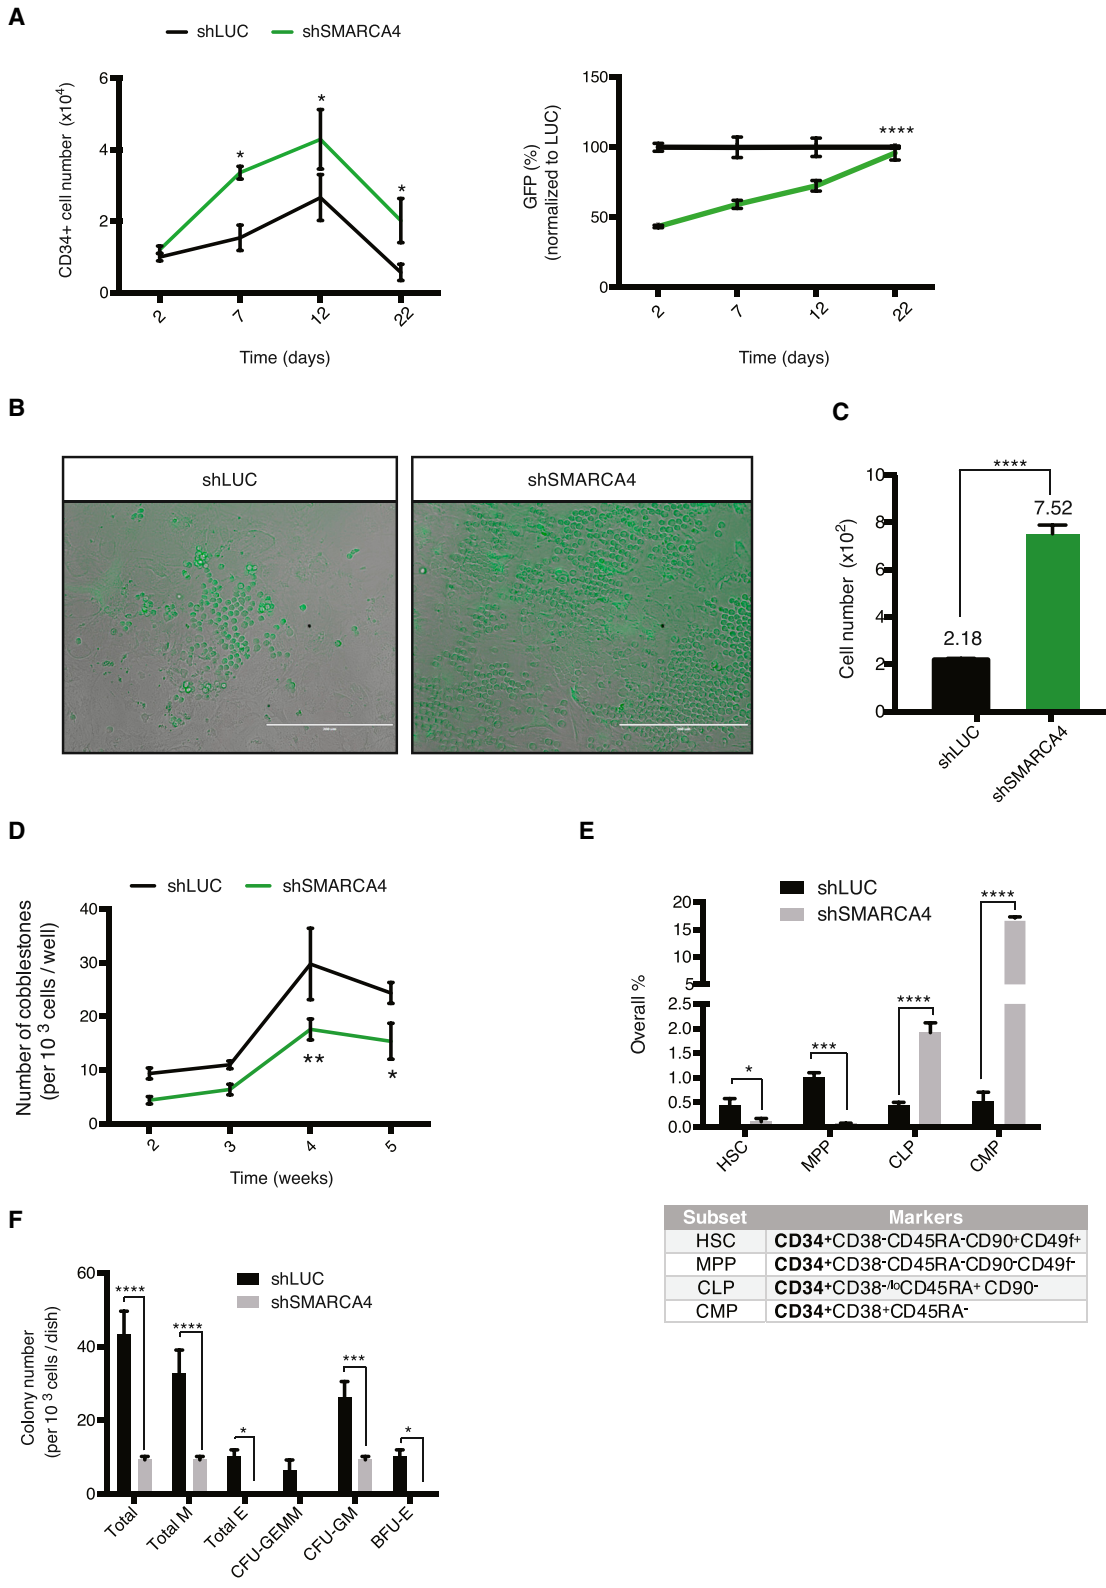 A
shLUC shSMARCA4
CD34+ cell number (x10⁴)
6
4
2
0
* * *
2 7 12 22
Time (days)
GFP (%)
(normalized to LUC)
150
100
50
0
****
2 7 12 22
Time (days)
B
shLUC
shSMARCA4
C
Cell number (x10²)
10
8
6
4
2
0
****
7.52
2.18
shLUC
shSMARCA4
D
shLUC shSMARCA4
Number of cobblestones
(per 10³ cells / well)
40
30
20
10
0
**
*
2 3 4 5
Time (weeks)
E
shLUC
shSMARCA4
Overall %
20
15
10
5
2.5
2.0
1.5
1.0
0.5
0.0
*
***
****
****
HSC MPP CLP CMP
Subset Markers
HSC CD34⁺CD38⁻CD45RA⁻CD90⁺CD49f⁺
MPP CD34⁺CD38⁻CD45RA⁻CD90⁻CD49f⁻
CLP CD34⁺CD38⁻/ˡᵒCD45RA⁺ CD90⁻
CMP CD34⁺CD38⁺CD45RA⁻
F
shLUC
shSMARCA4
Colony number
(per 10³ cells / dish)
60
40
20
0
****
****
*
***
*
Total Total M Total E CFU-GEMM CFU-GM BFU-E